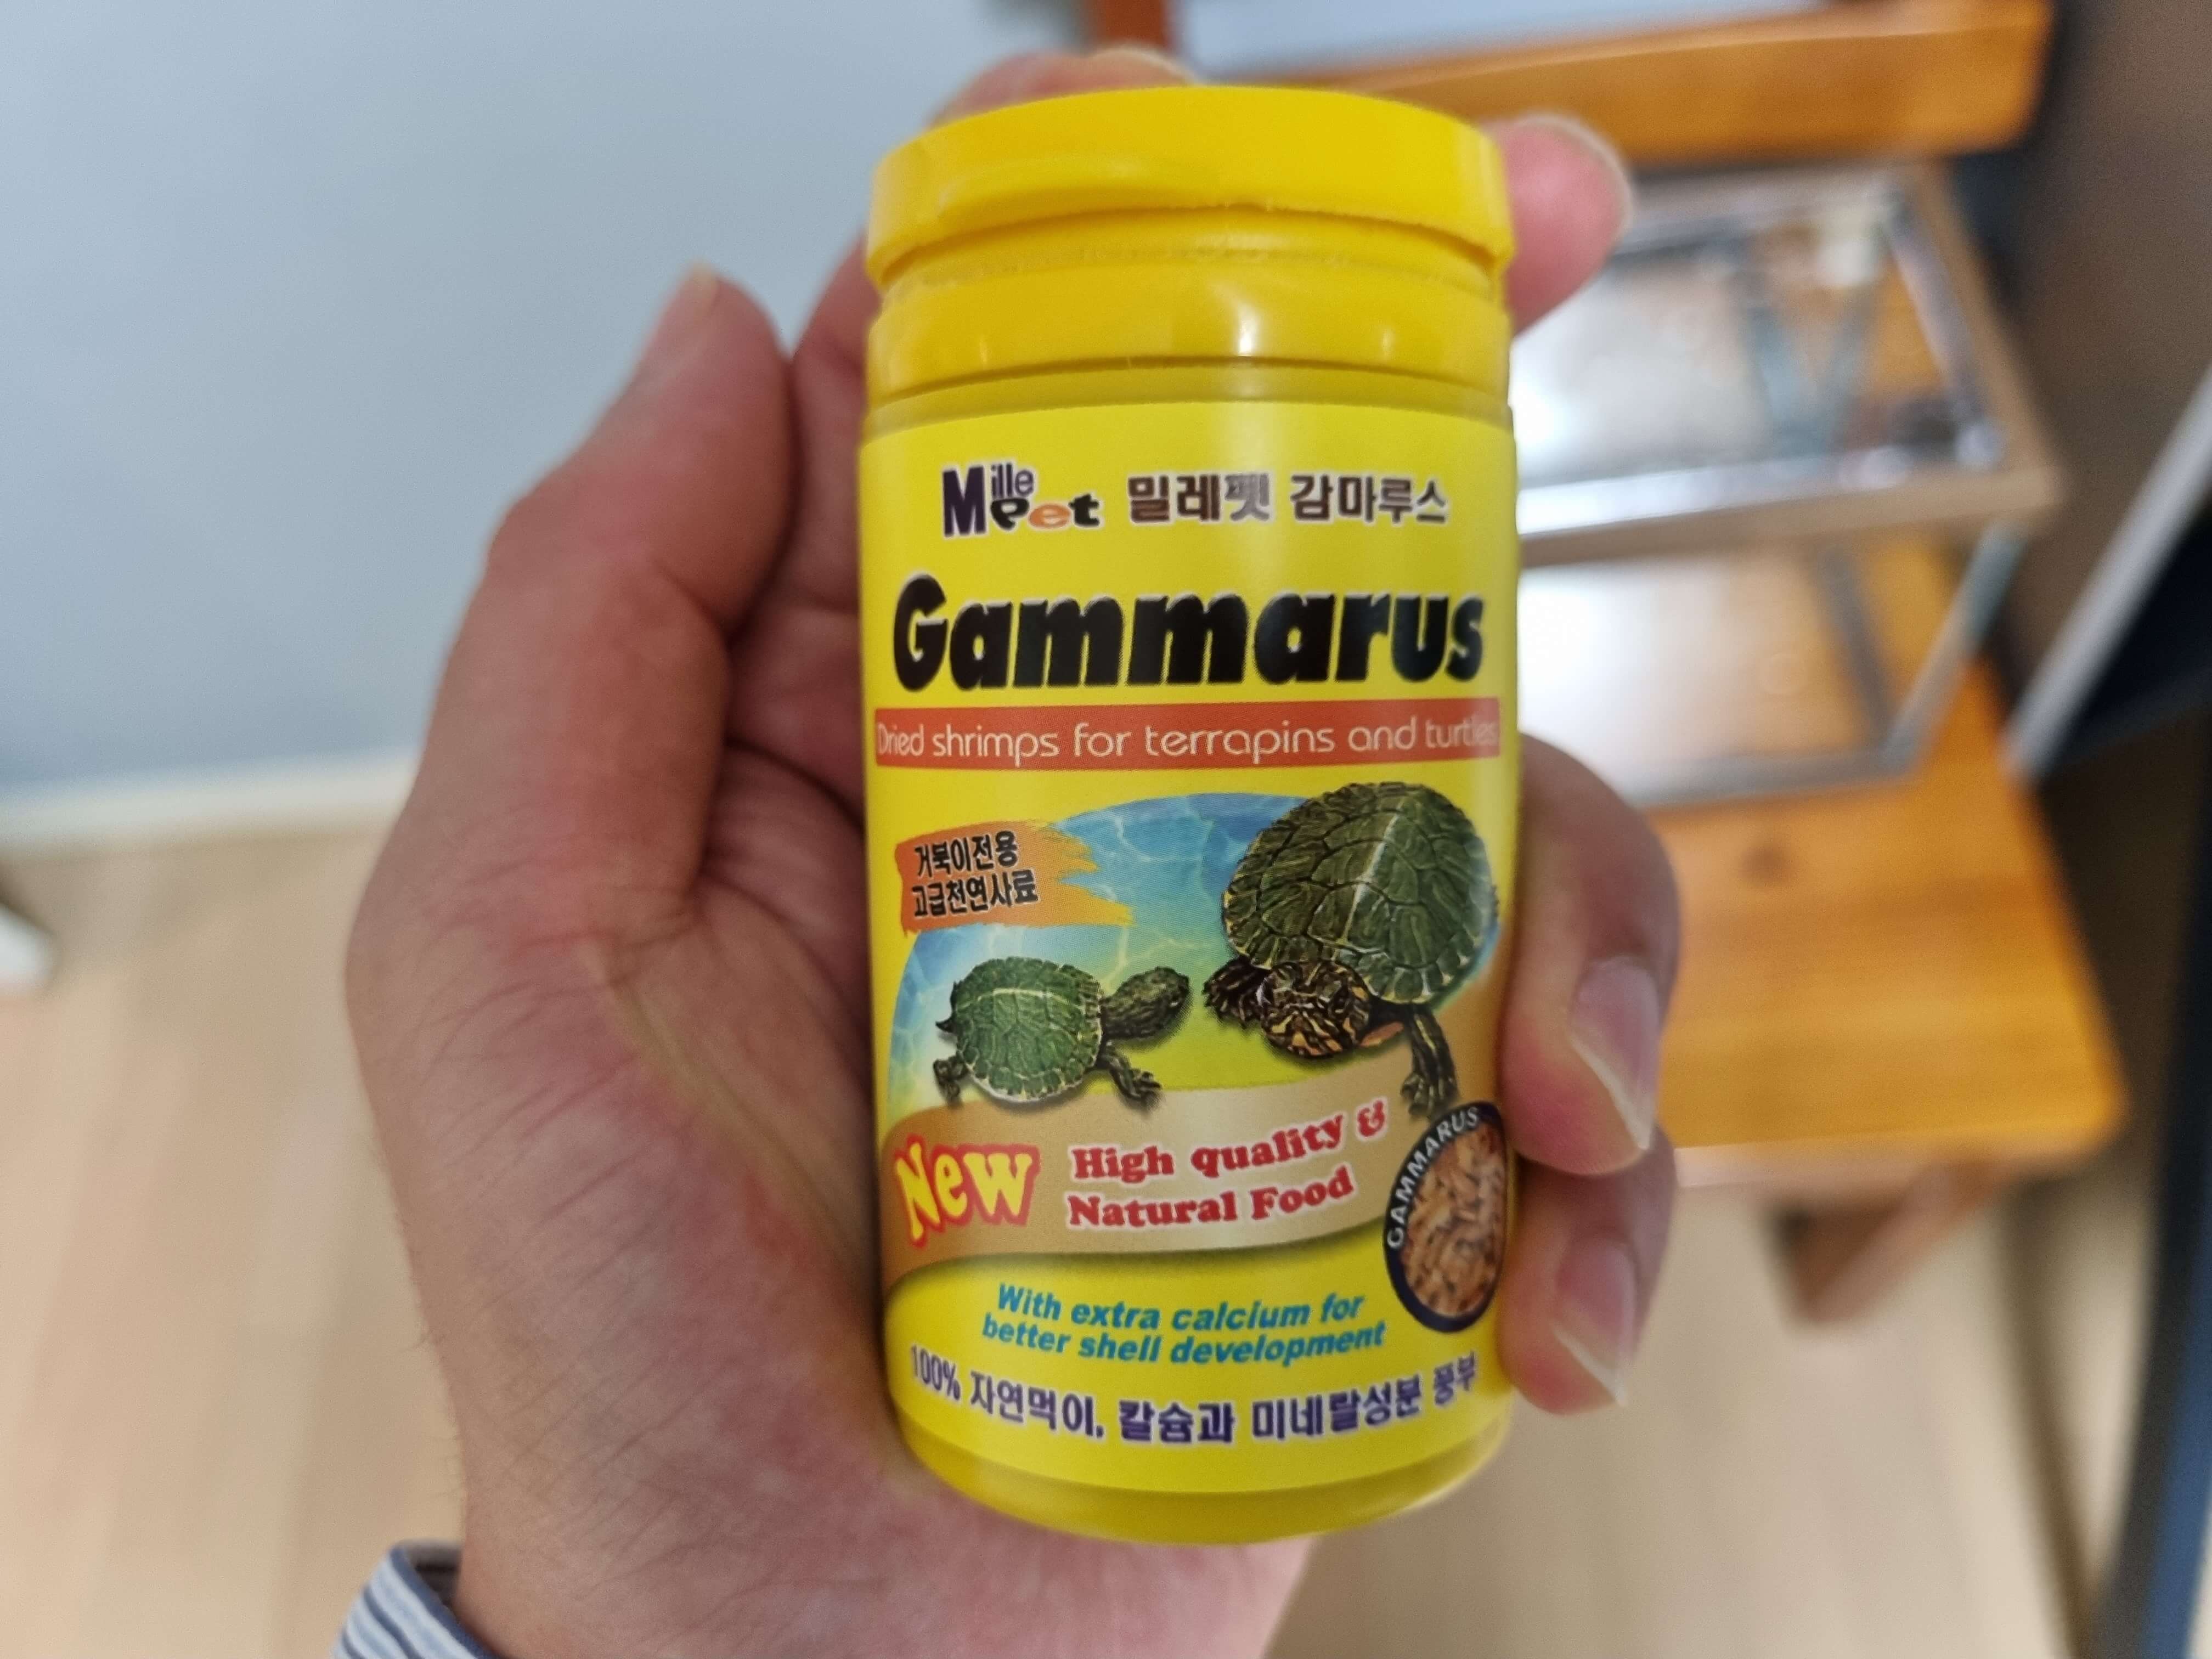 Mille Pet 밀레펫 감마루스
Gammarus
Dried shrimps for terrapins and turtles
거북이전용
고급천연사료
New High quality &
Natural Food
GAMMARUS
With extra calcium for
better shell development
100% 자연먹이, 칼슘과 미네랄성분 풍부